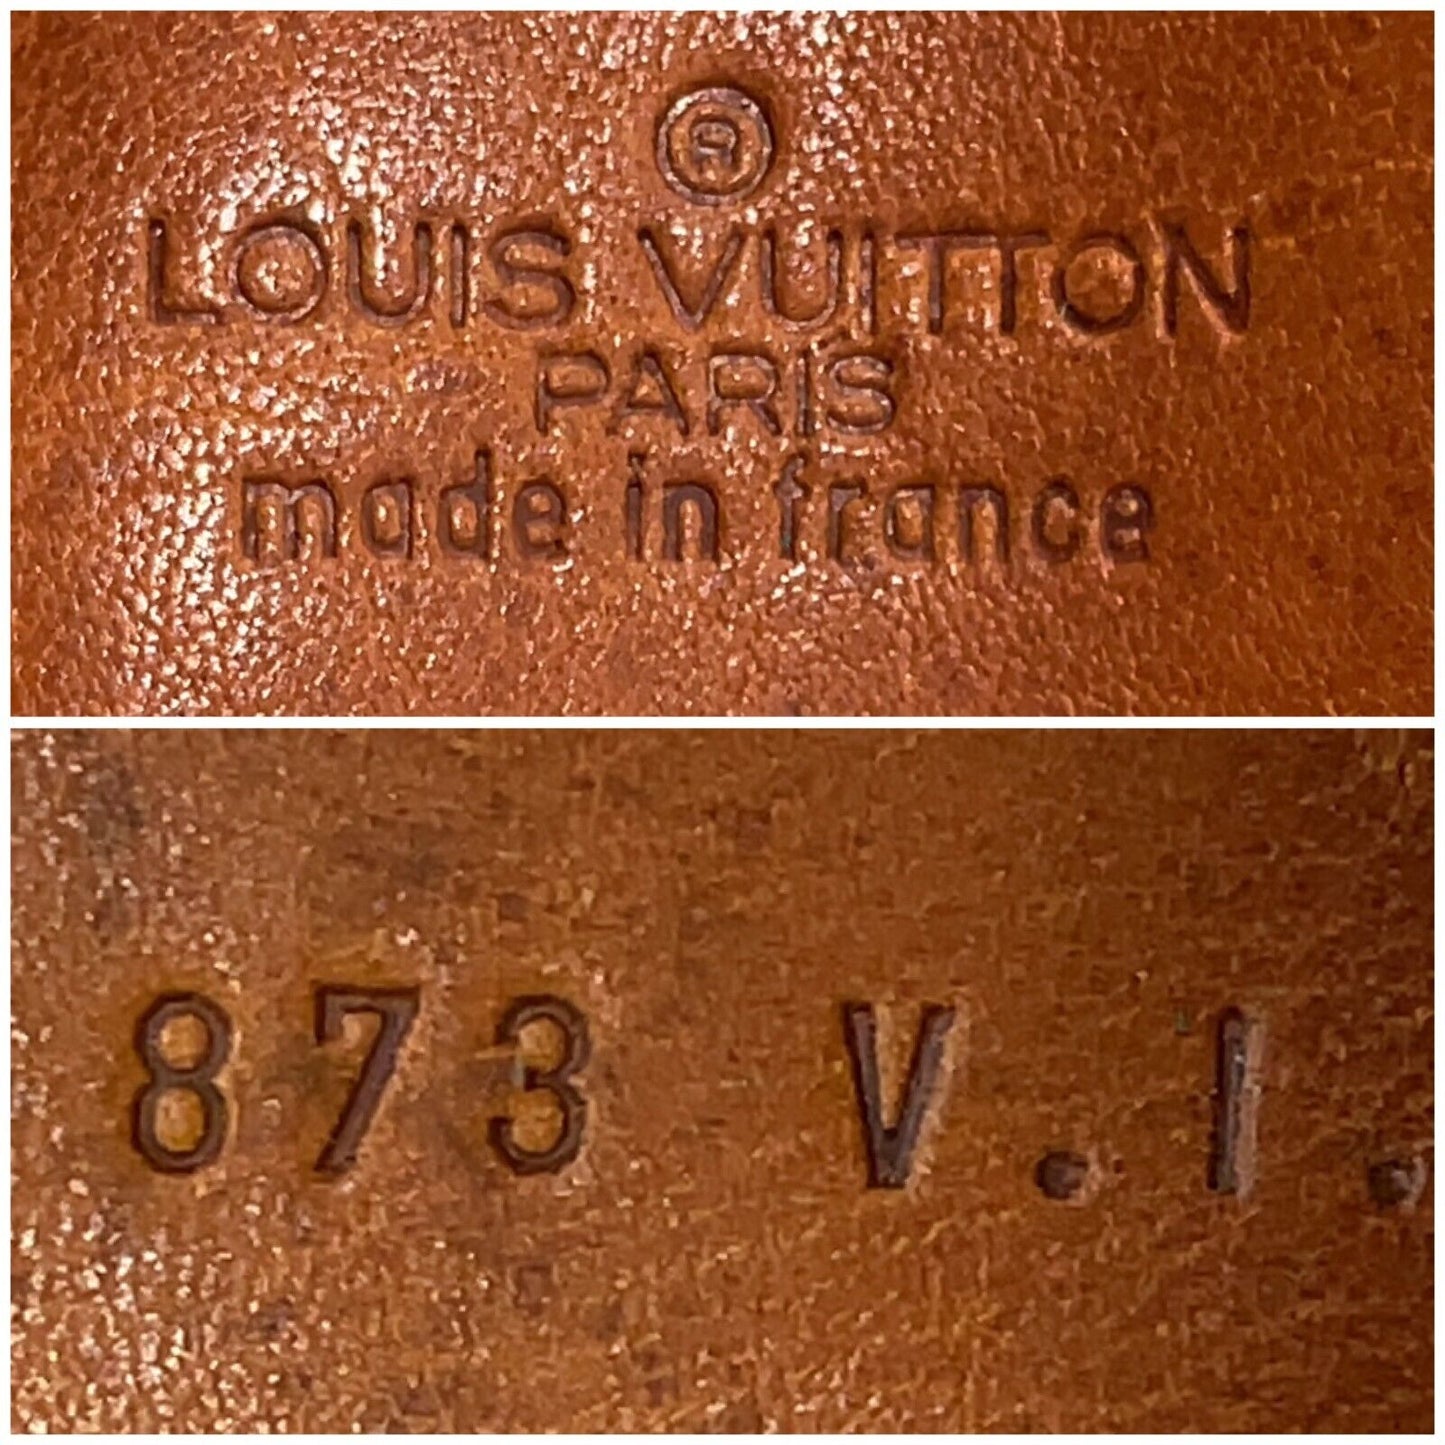 ®
LOUIS VUITTON
PARIS
made in france
873 V.I.